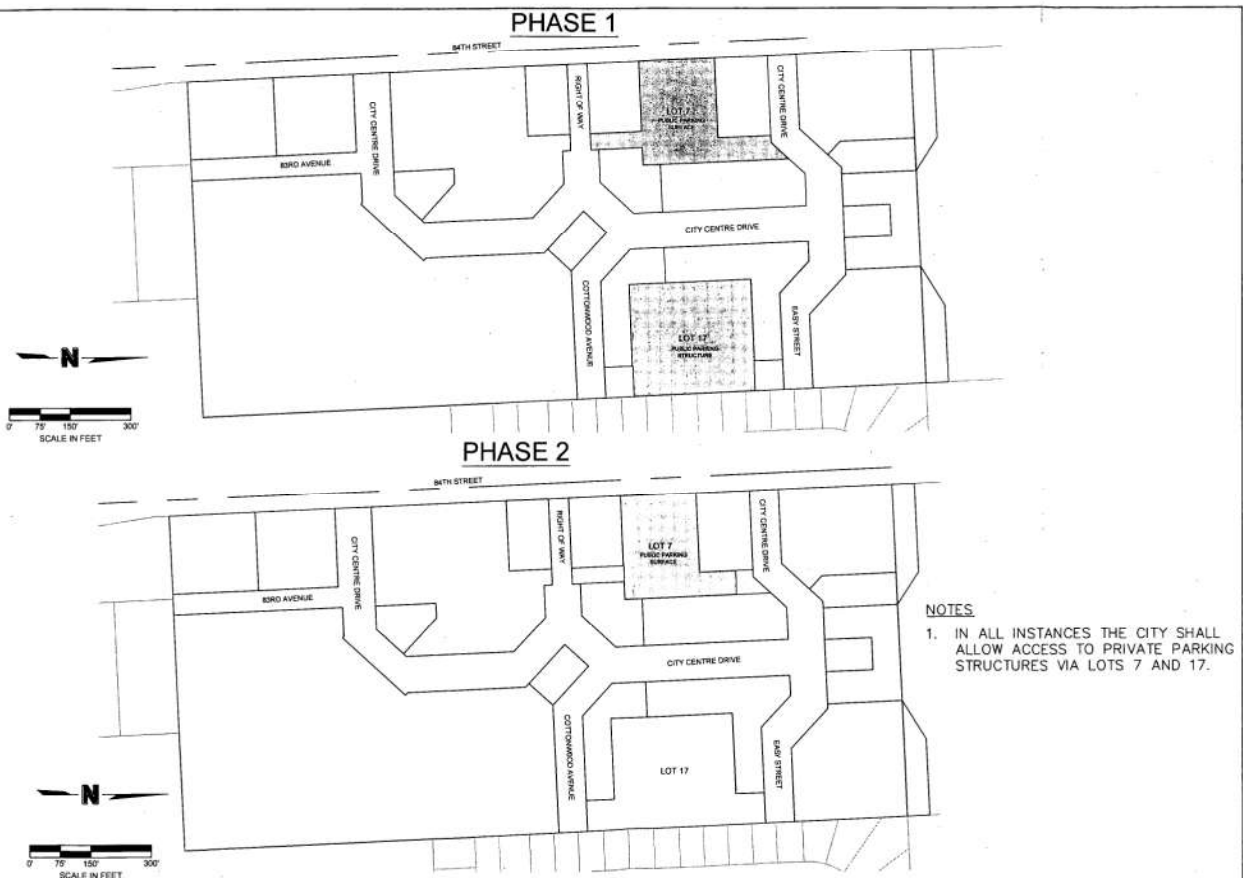 PHASE 1
84TH STREET
CITY CENTRE DRIVE
RIGHT OF WAY
LOT 7
PUBLIC PARKING
SURFACE
CITY CENTRE DRIVE
83RD AVENUE
CITY CENTRE DRIVE
COTTONWOOD AVENUE
LOT 17
PUBLIC PARKING
STRUCTURE
EASY STREET
N
0' 75' 150' 300'
SCALE IN FEET
PHASE 2
84TH STREET
CITY CENTRE DRIVE
RIGHT OF WAY
LOT 7
PUBLIC PARKING
SURFACE
CITY CENTRE DRIVE
83RD AVENUE
CITY CENTRE DRIVE
COTTONWOOD AVENUE
LOT 17
EASY STREET
NOTES
1. IN ALL INSTANCES THE CITY SHALL
ALLOW ACCESS TO PRIVATE PARKING
STRUCTURES VIA LOTS 7 AND 17.
N
0' 75' 150' 300'
SCALE IN FEET